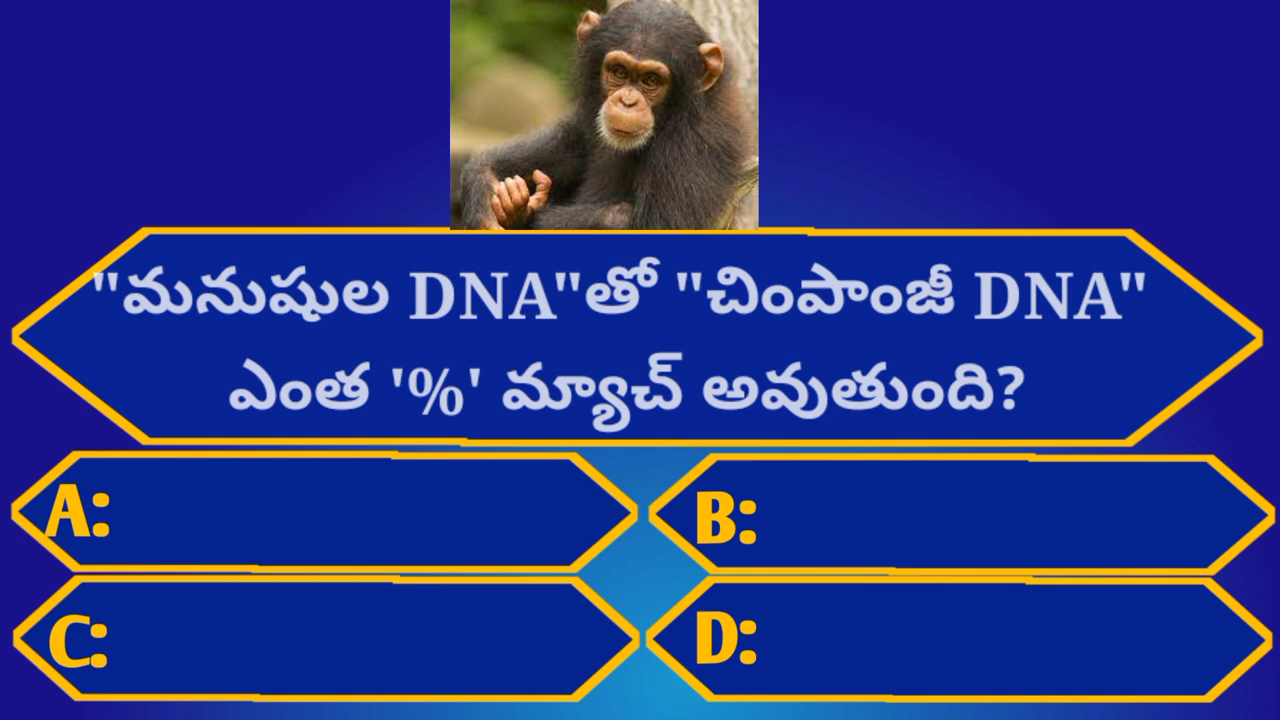 "మనుషుల DNA"తో "చింపాంజీ DNA"
ఎంత '%' మ్యాచ్ అవుతుంది?
A:
B:
C:
D: